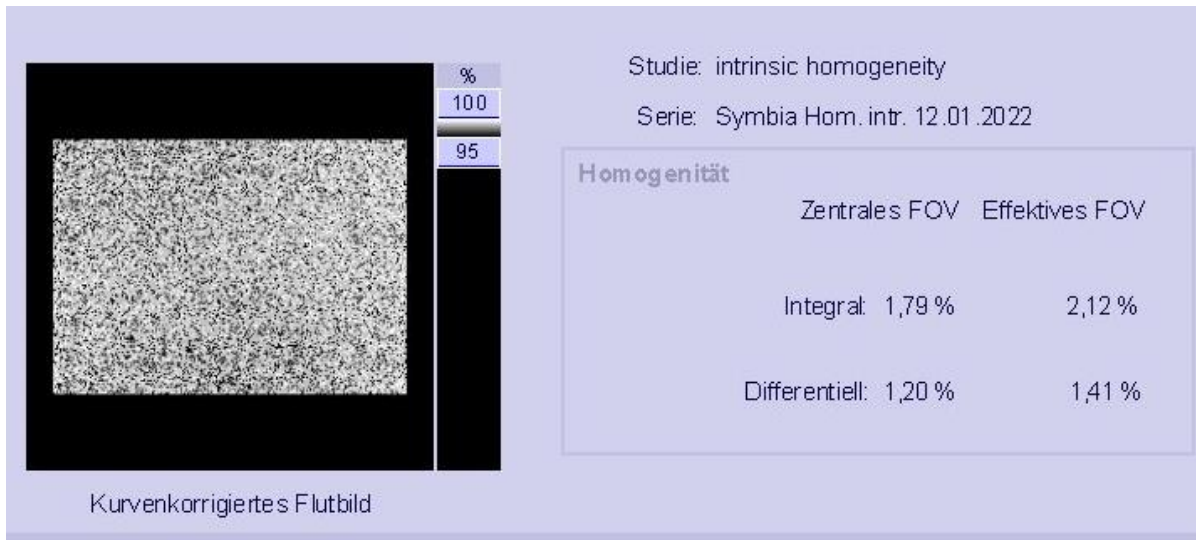 %
100
95
Studie: intrinsic homogeneity
Serie: Symbia Hom. intr. 12.01.2022
Homogenität
Zentrales FOV Effektives FOV
Integral: 1,79 % 2,12 %
Differentiell: 1,20 % 1,41 %
Kurvenkorrigiertes Flutbild